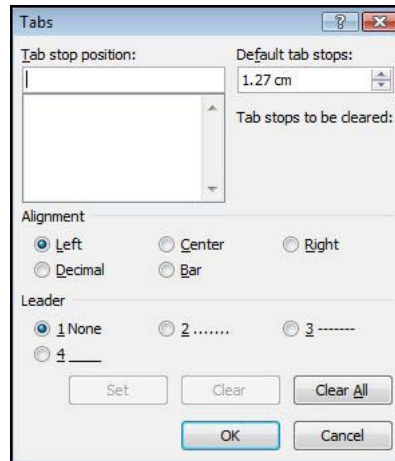 Tabs
Tab stop position: Default tab stops:
1.27 cm
Tab stops to be cleared:
Alignment
Left Center Right
Decimal Bar
Leader
1 None 2 ....... 3 -------
4 ____
Set Clear Clear All
OK Cancel